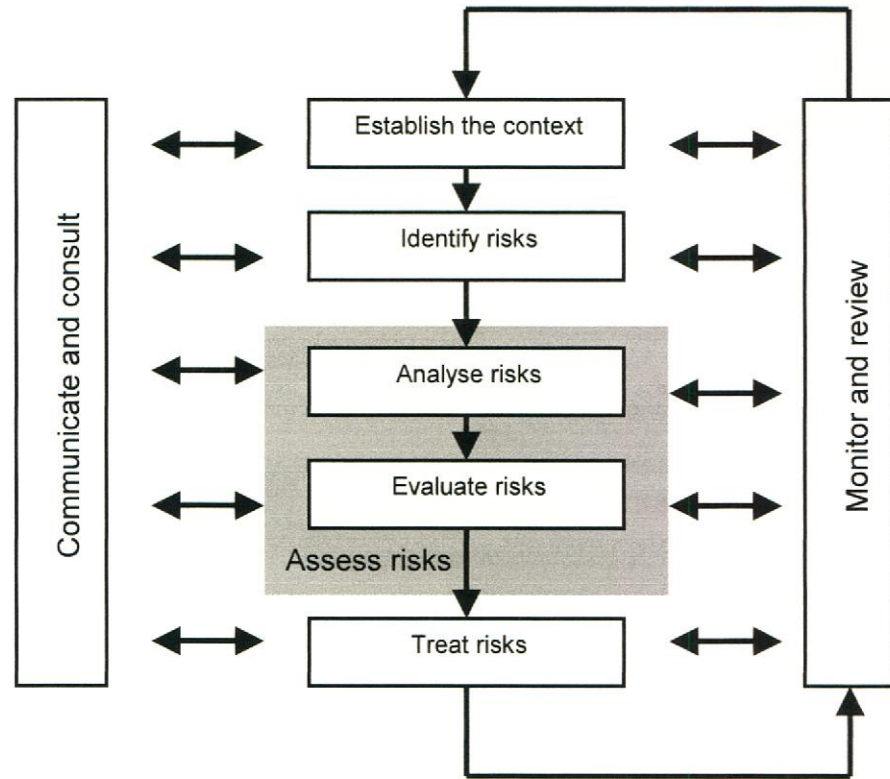 Communicate and consult
Establish the context
Identify risks
Analyse risks
Evaluate risks
Assess risks
Treat risks
Monitor and review